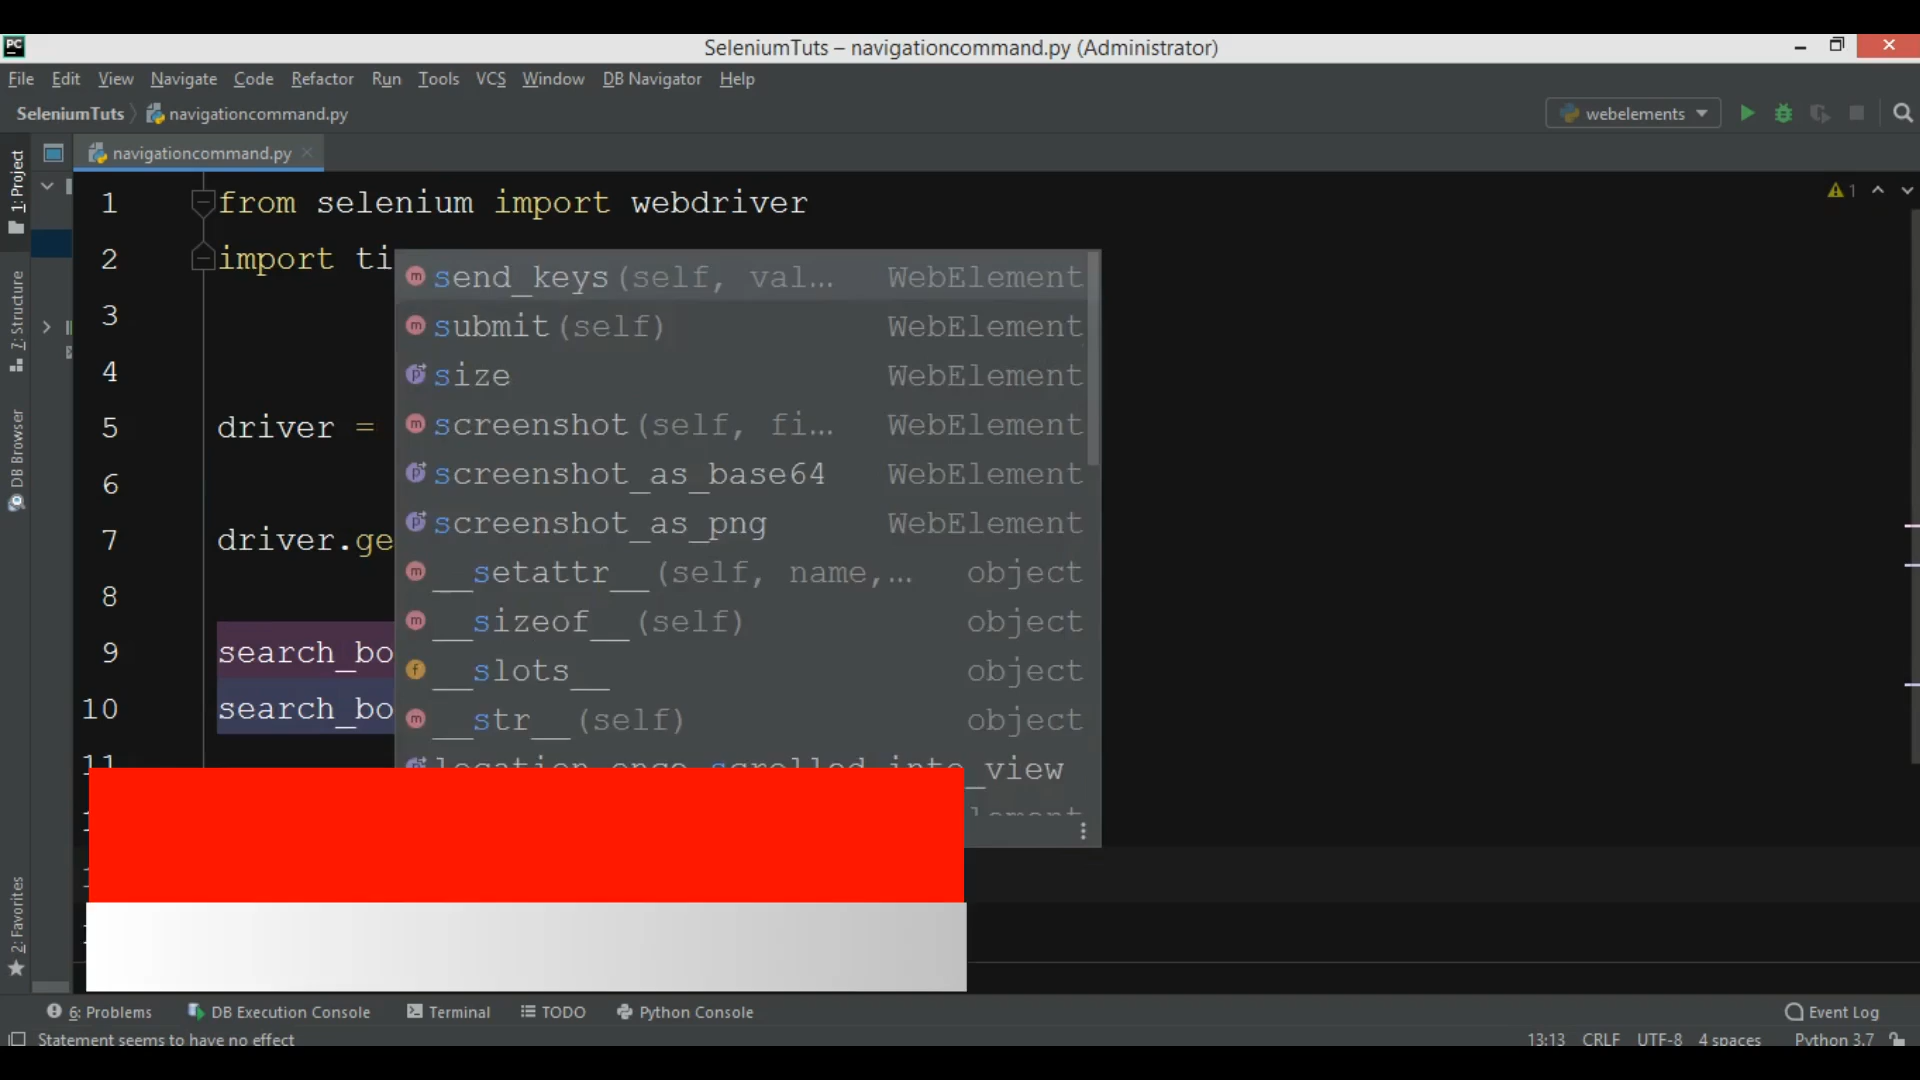 PC
SeleniumTuts – navigationcommand.py (Administrator)
File Edit View Navigate Code Refactor Run Tools VCS Window DB Navigator Help
SeleniumTuts navigationcommand.py
webelements
navigationcommand.py
1: Project
7: Structure
DB Browser
2: Favorites
1
1 from selenium import webdriver
2 import ti
3
4
5 driver =
6
7 driver.ge
8
9 search_bo
10 search_bo
11
send_keys(self, val... WebElement
submit(self) WebElement
size WebElement
screenshot(self, fi... WebElement
screenshot_as_base64 WebElement
screenshot_as_png WebElement
__setattr__(self, name,... object
__sizeof__(self) object
__slots__ object
__str__(self) object
location_once_scrolled_into_view
6: Problems DB Execution Console Terminal TODO Python Console Event Log
Statement seems to have no effect 13:13 CRLF UTF-8 4 spaces Python 3.7